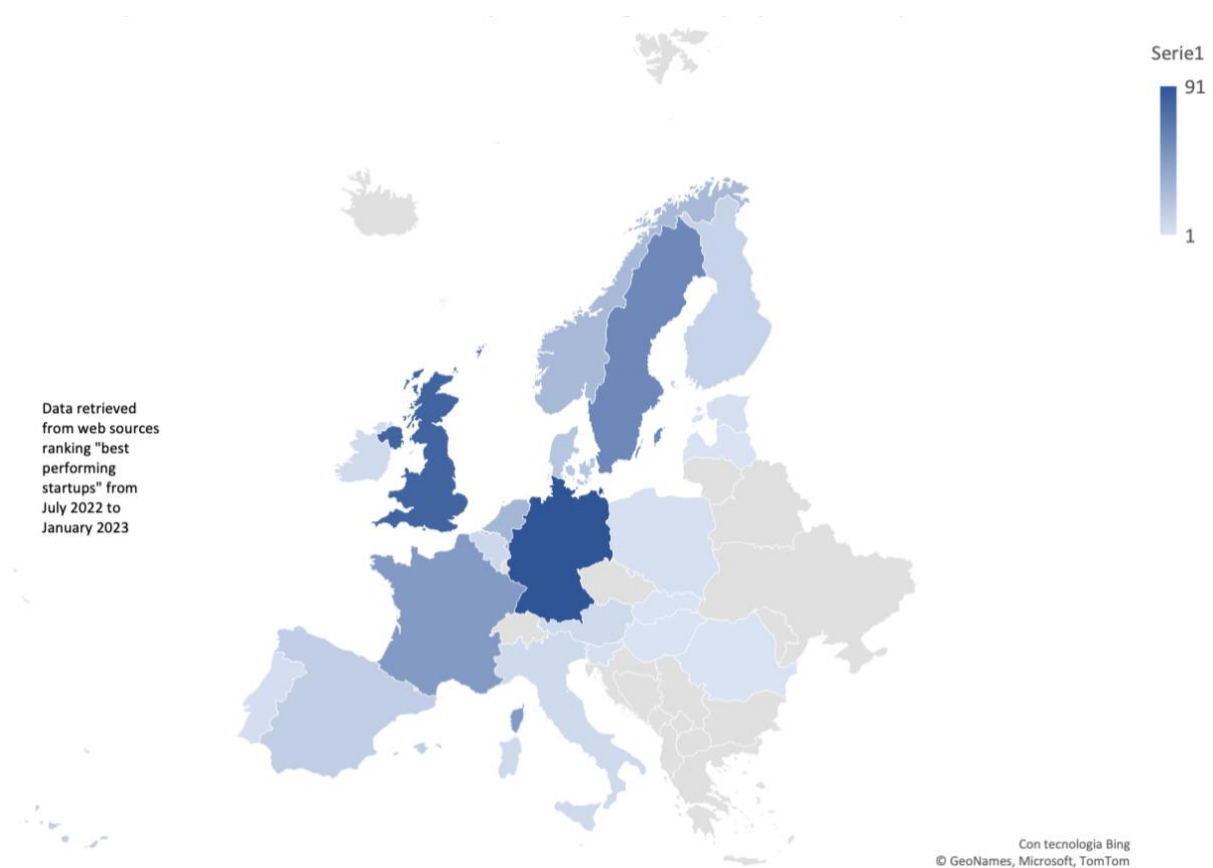 Serie1
91
1
Data retrieved
from web sources
ranking "best
performing
startups" from
July 2022 to
January 2023
Con tecnologia Bing
© GeoNames, Microsoft, TomTom